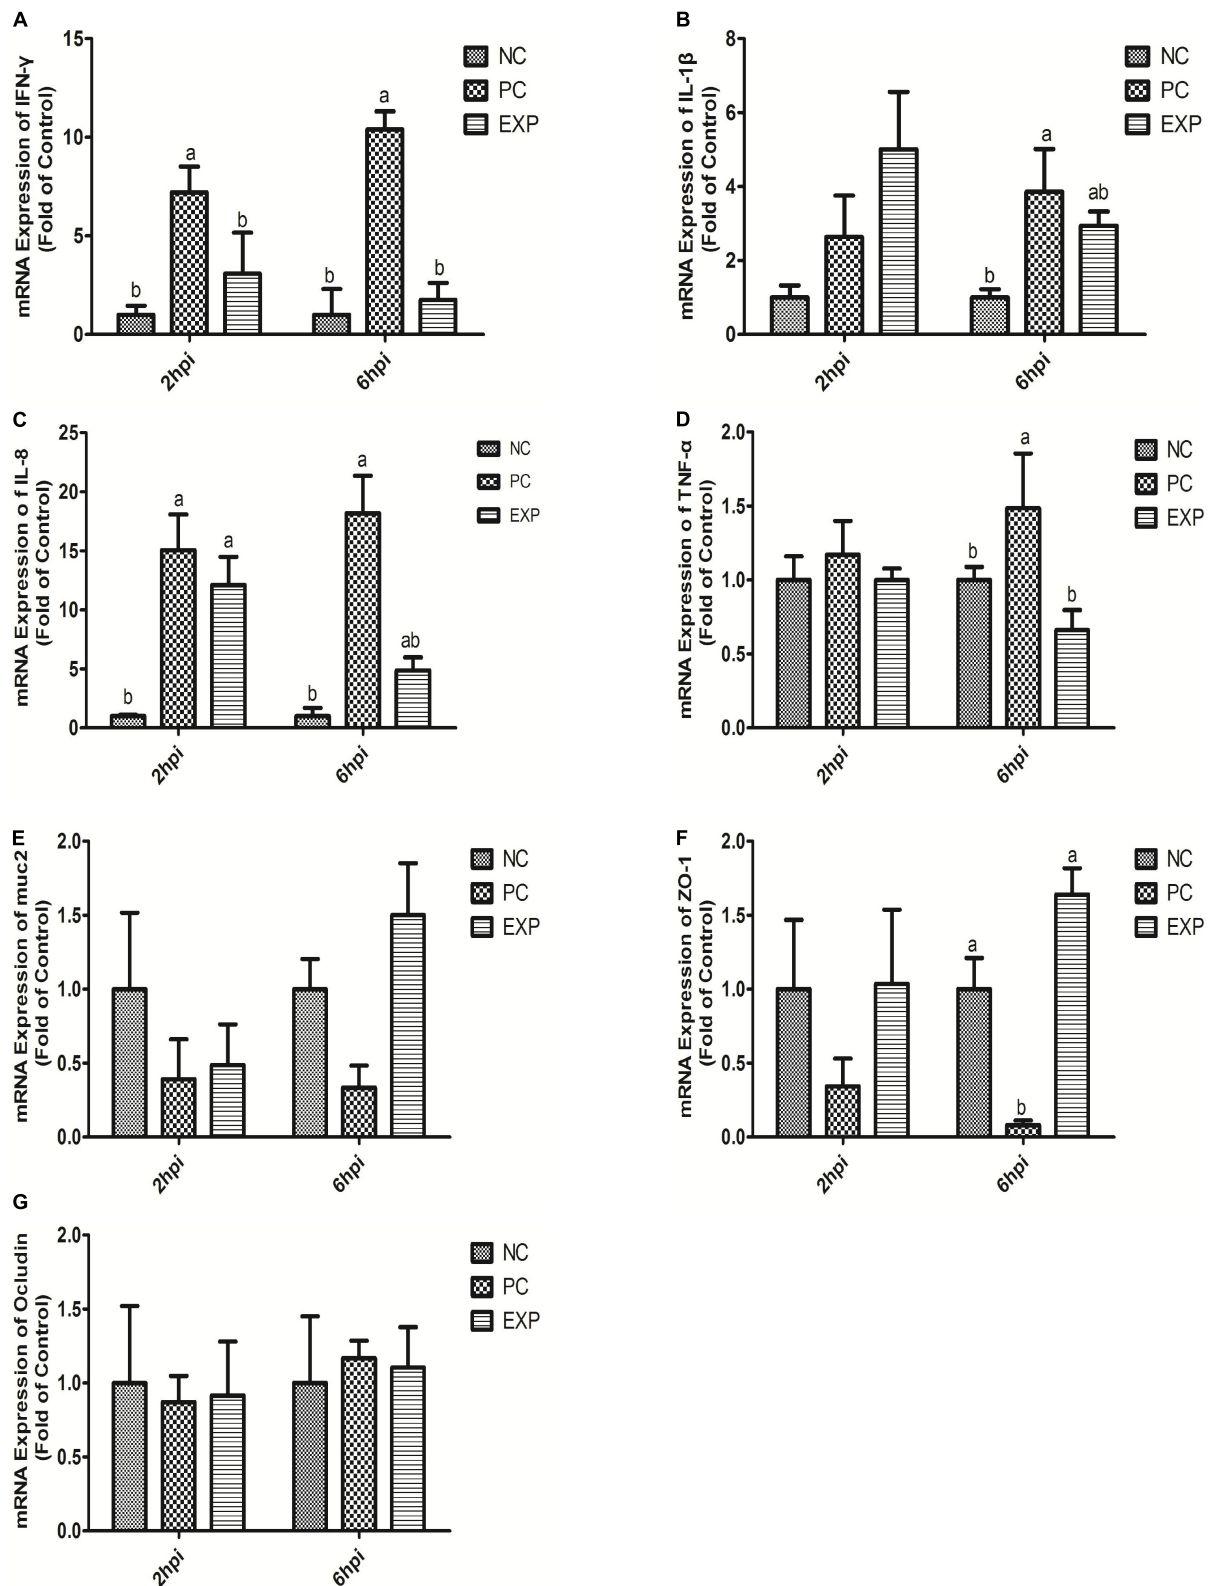 A
mRNA Expression of IFN-γ
(Fold of Control)
15
10
5
0
b
a
b
b
a
b
2hpi
6hpi
NC
PC
EXP
B
mRNA Expression o f IL-1β
(Fold of Control)
8
6
4
2
0
b
a
ab
2hpi
6hpi
NC
PC
EXP
C
mRNA Expression o f IL-8
(Fold of Control)
25
20
15
10
5
0
b
a
a
b
a
ab
2hpi
6hpi
NC
PC
EXP
D
mRNA Expression o f TNF-α
(Fold of Control)
2.0
1.5
1.0
0.5
0.0
b
a
b
2hpi
6hpi
NC
PC
EXP
E
mRNA Expression of muc2
(Fold of Control)
2.0
1.5
1.0
0.5
0.0
2hpi
6hpi
NC
PC
EXP
F
mRNA Expression of ZO-1
(Fold of Control)
2.0
1.5
1.0
0.5
0.0
a
b
a
2hpi
6hpi
NC
PC
EXP
G
mRNA Expression of Ocludin
(Fold of Control)
2.0
1.5
1.0
0.5
0.0
2hpi
6hpi
NC
PC
EXP